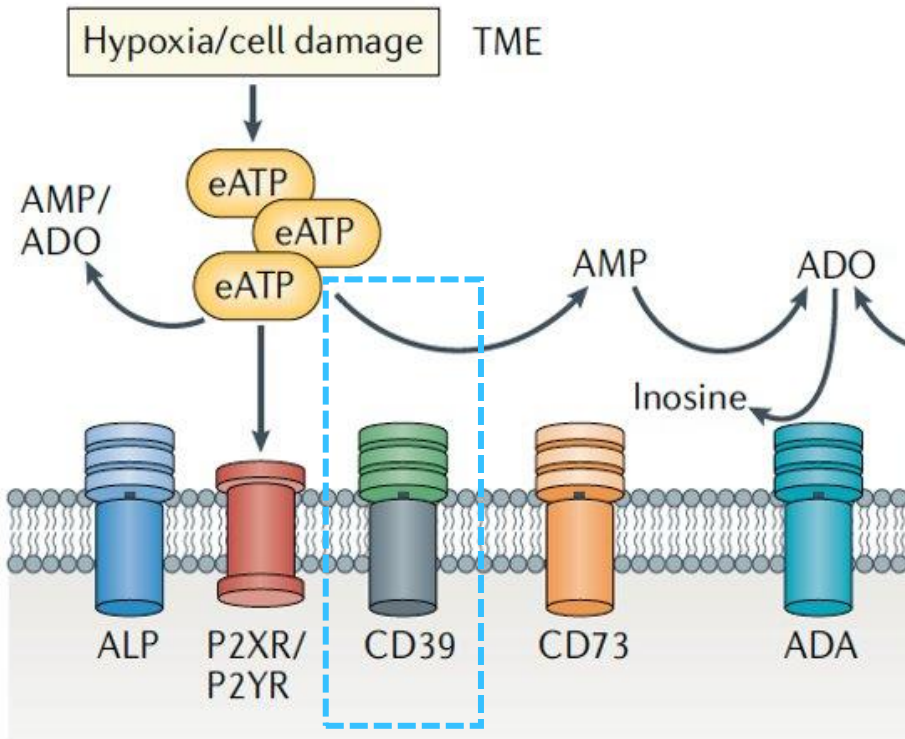 Hypoxia/cell damage
TME
eATP
eATP
eATP
AMP/
ADO
AMP
ADO
Inosine
ALP
P2XR/
P2YR
CD39
CD73
ADA